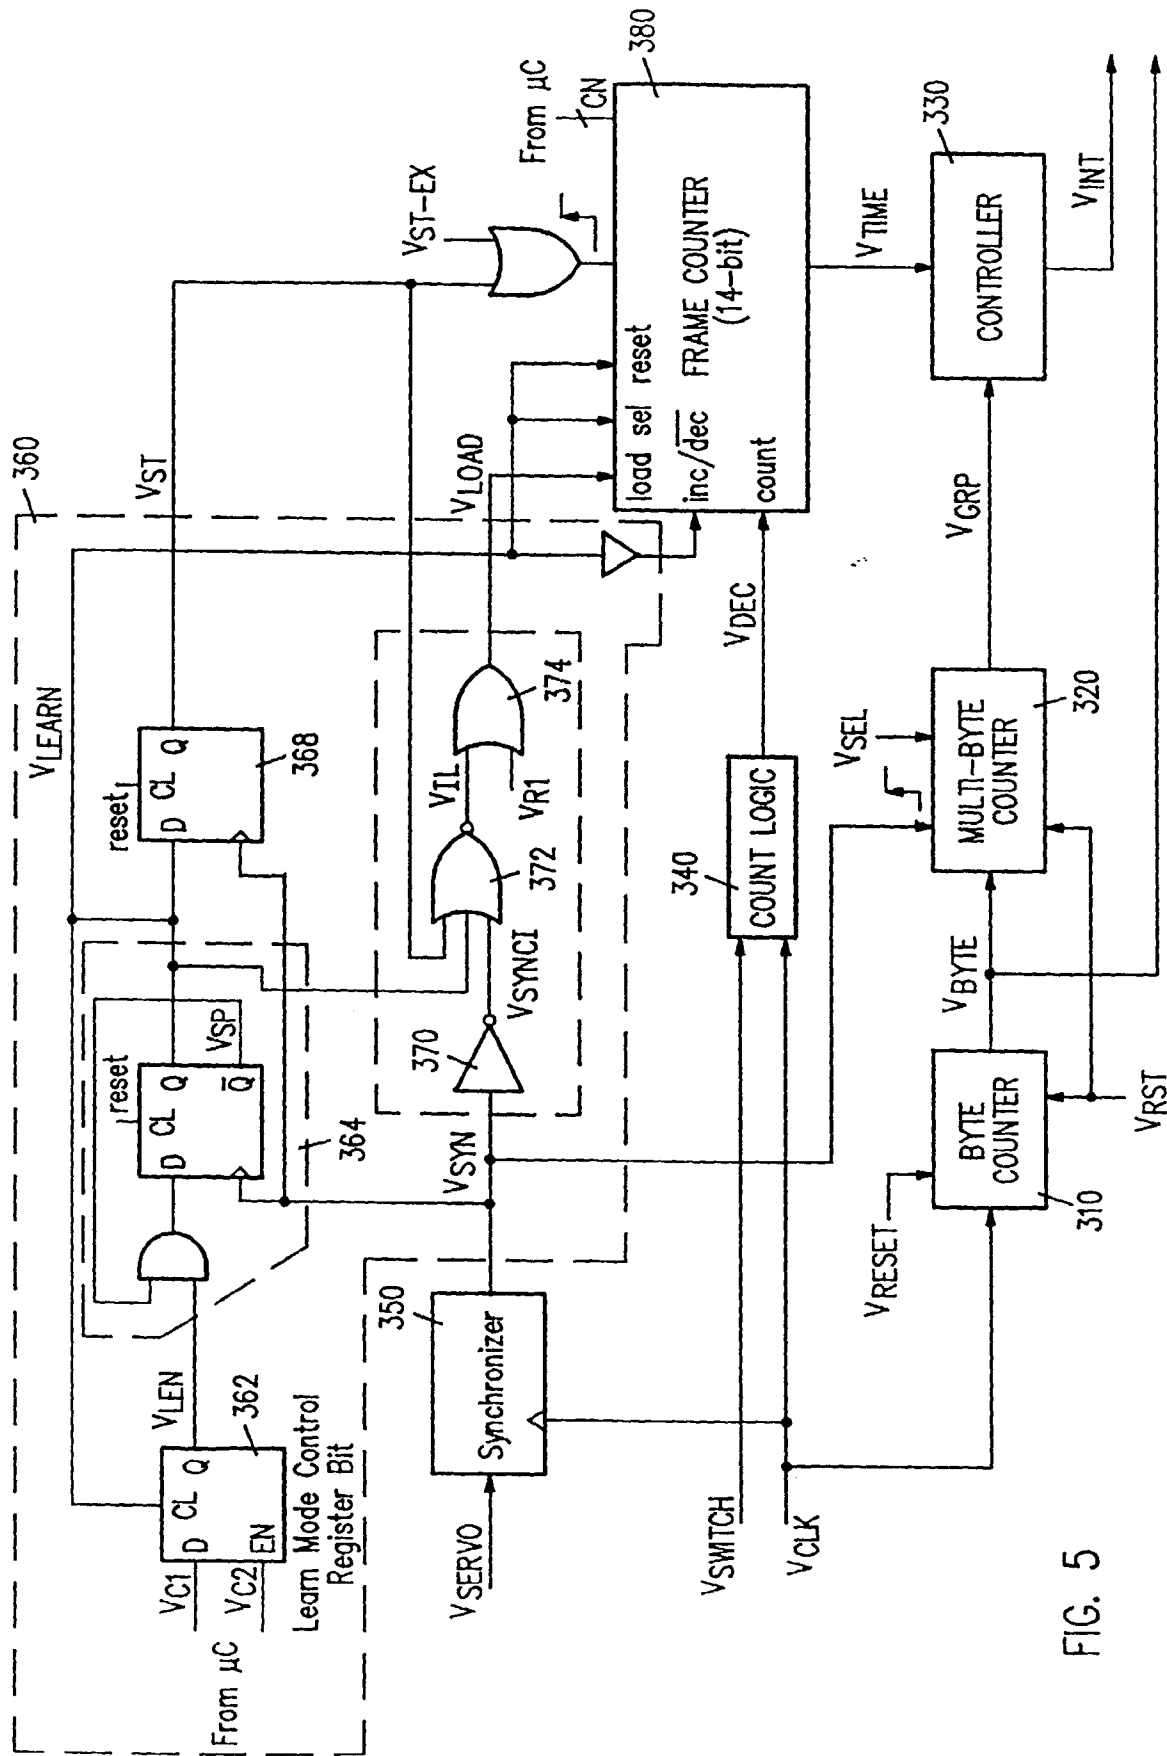 360
VLEARN
VST
reset
D CL Q
368
reset
D CL Q
Q̅
VSP
364
VLEN
VC1
VC2
From µC
D CL Q
EN
362
Learn Mode Control
Register Bit
VST-EX
From µC
CN
380
VLOAD
load sel reset
inc/d̅e̅c̅ FRAME COUNTER
(14-bit)
count
374
VIL
VR1
372
VSYNCI
370
VSYN
350
Synchronizer
VSERVO
VDEC
340
COUNT LOGIC
VSWITCH
VCLK
VTIME
330
CONTROLLER
VINT
VGRP
VSEL
MULTI-BYTE
COUNTER
320
VBYTE
BYTE
COUNTER
310
VRESET
VRST
FIG. 5